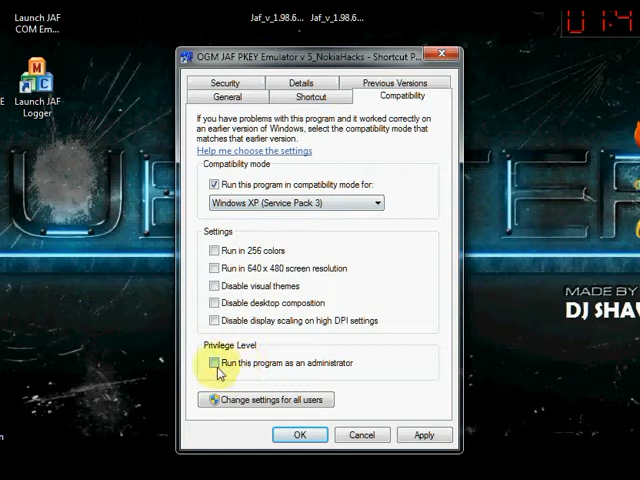 Launch JAF
COM Em...
Jaf_v_1.98.6...
Jaf_v_1.98.6...
Launch JAF
Logger
OGM JAF PKEY Emulator v 5_NokiaHacks - Shortcut P...
Security
Details
Previous Versions
General
Shortcut
Compatibility
If you have problems with this program and it worked correctly on
an earlier version of Windows, select the compatibility mode that
matches that earlier version.
Help me choose the settings
Compatibility mode
Run this program in compatibility mode for:
Windows XP (Service Pack 3)
Settings
Run in 256 colors
Run in 640 x 480 screen resolution
Disable visual themes
Disable desktop composition
Disable display scaling on high DPI settings
Privilege Level
Run this program as an administrator
Change settings for all users
OK
Cancel
Apply
MADE BY
DJ SHAV